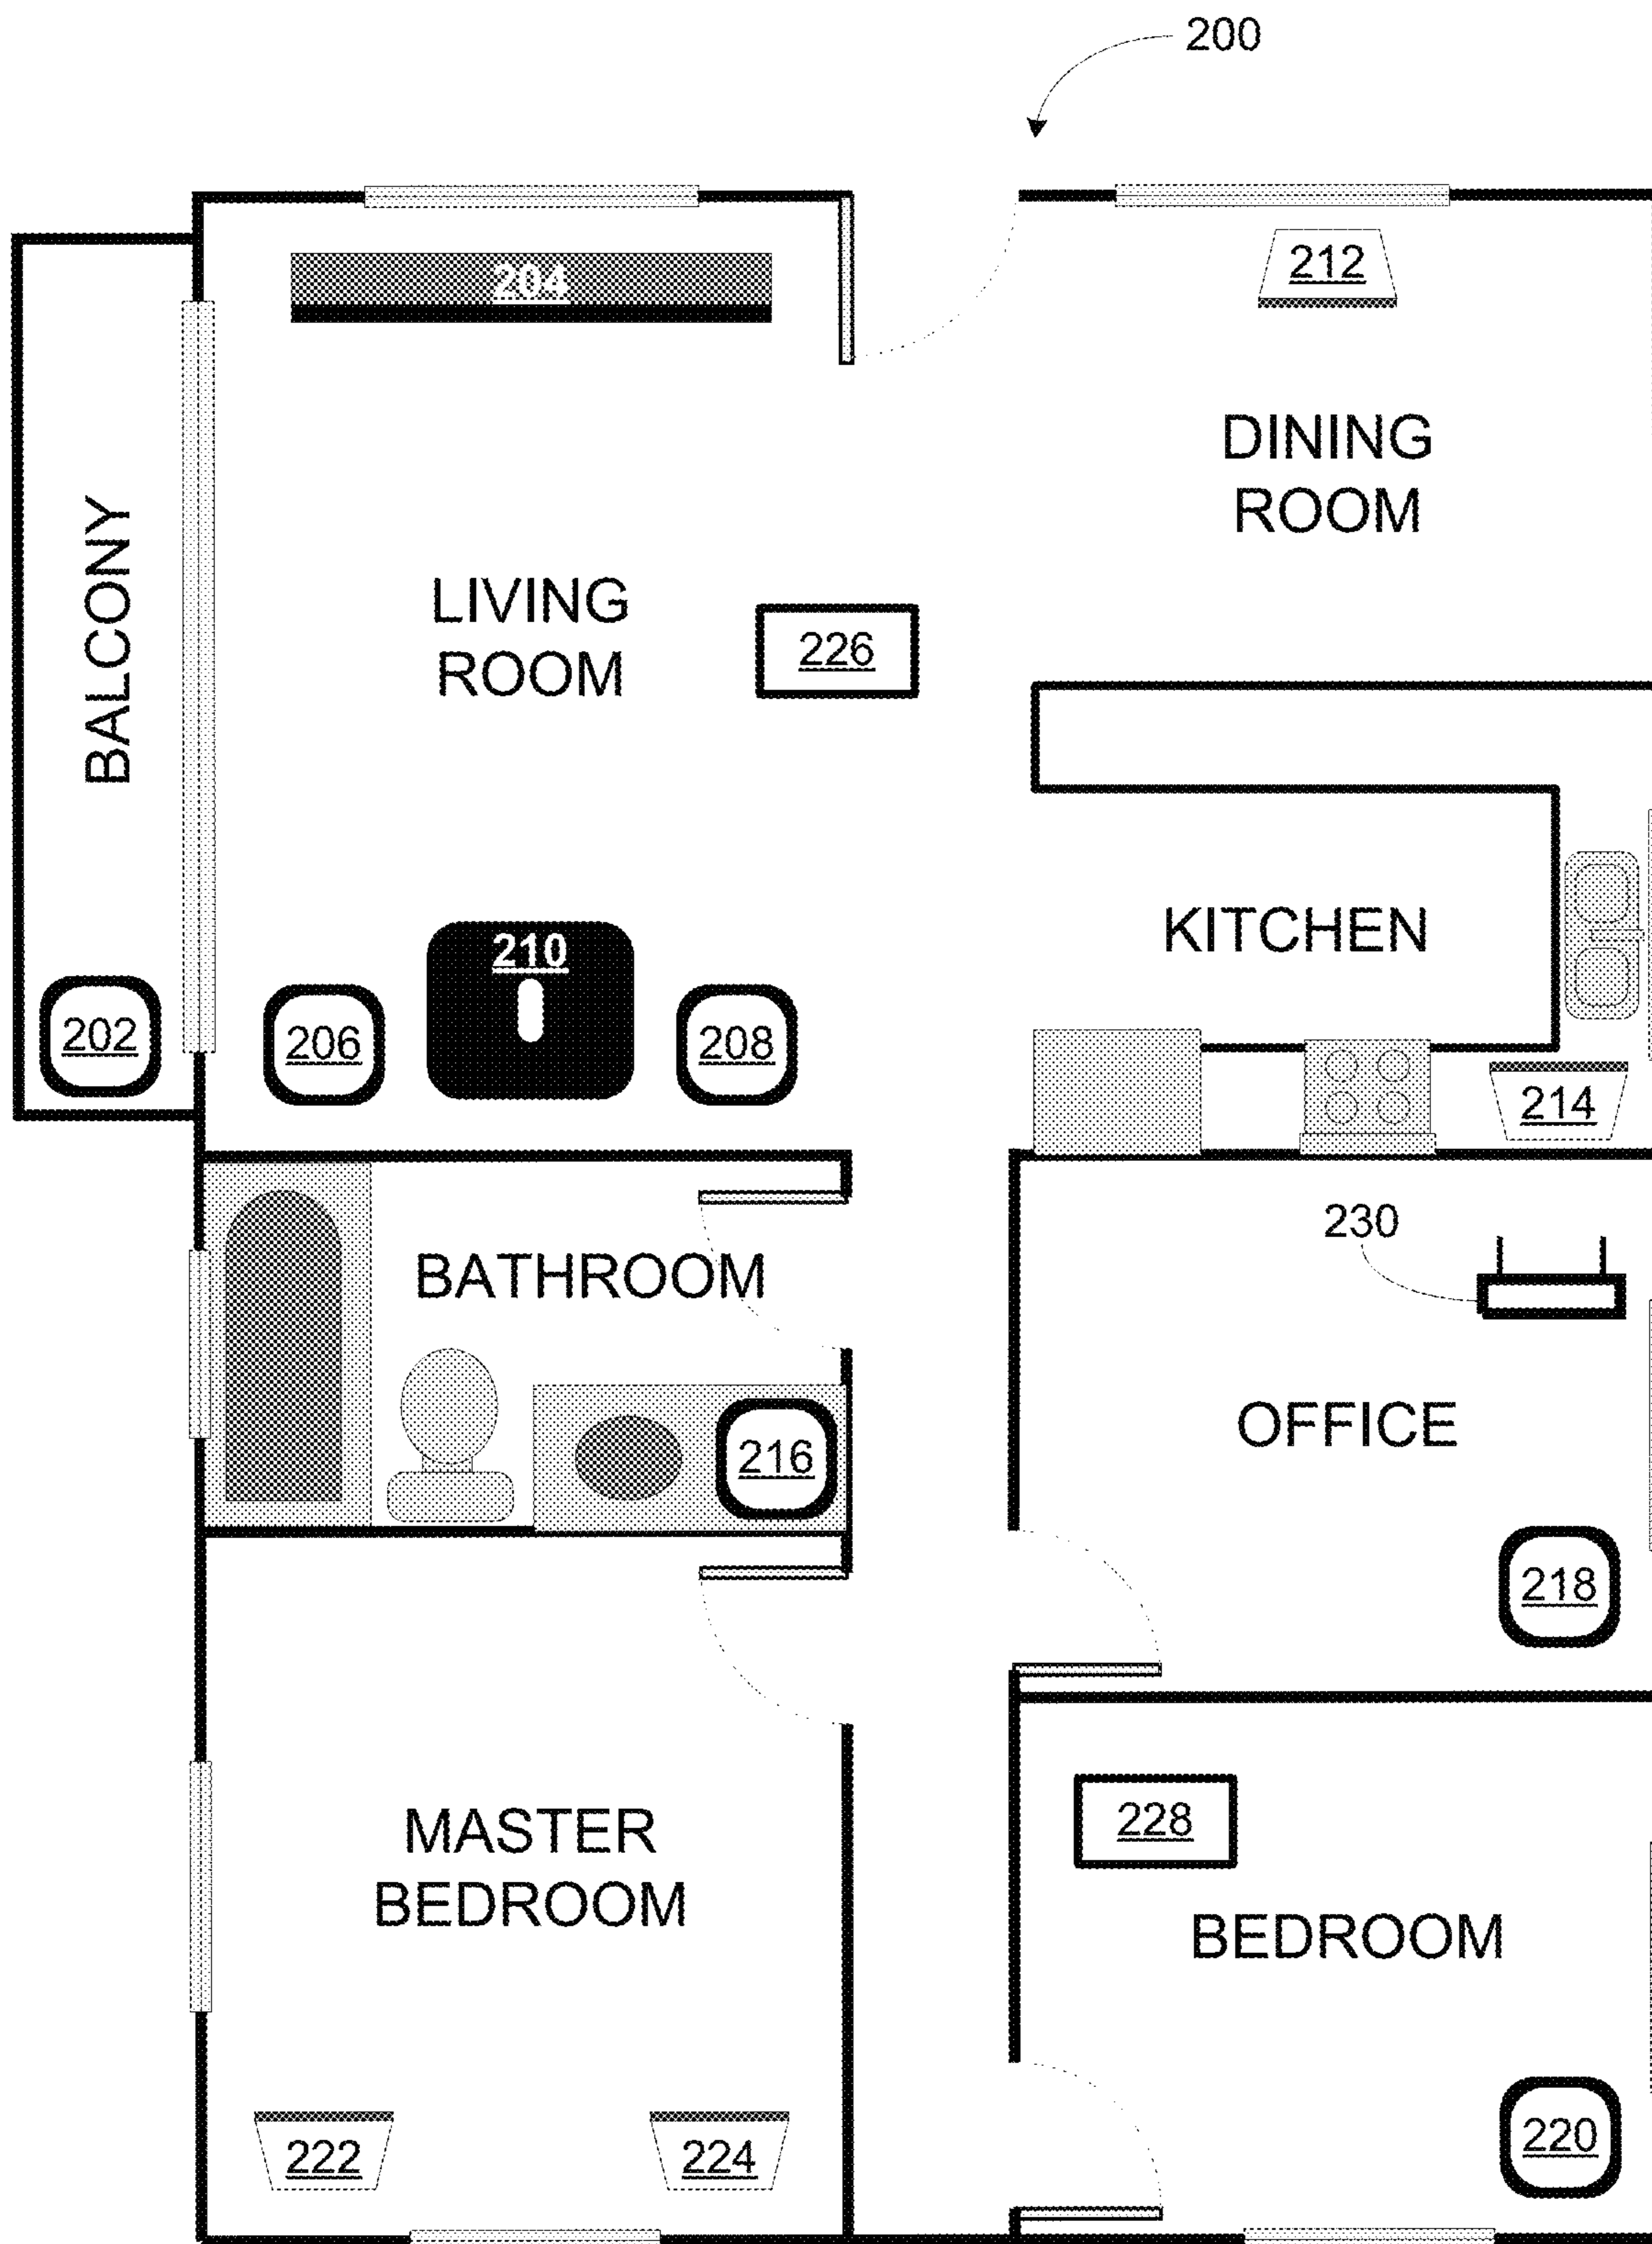 200
204
212
DINING
ROOM
BALCONY
LIVING
ROOM
226
KITCHEN
210
202
206
208
214
230
BATHROOM
OFFICE
216
218
228
MASTER
BEDROOM
BEDROOM
220
222
224